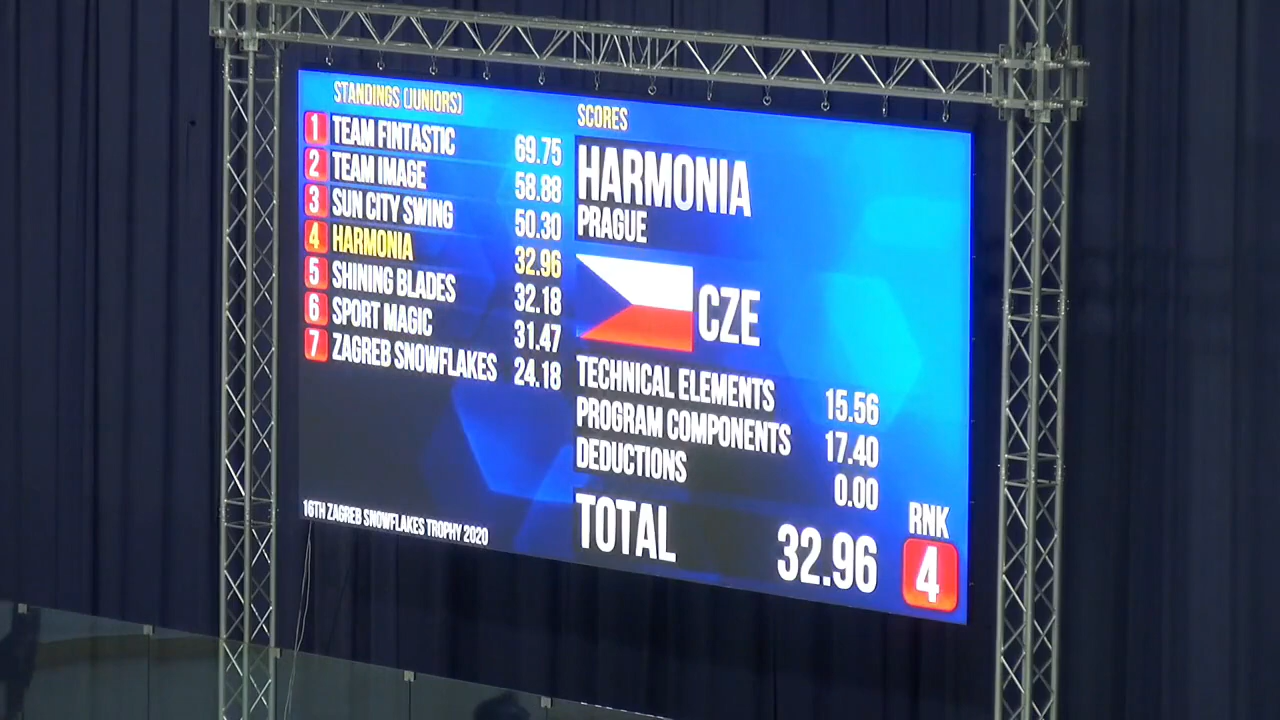 STANDINGS (JUNIORS)
1 TEAM FINTASTIC 69.75
2 TEAM IMAGE 58.88
3 SUN CITY SWING 50.30
4 HARMONIA 32.96
5 SHINING BLADES 32.18
6 SPORT MAGIC 31.47
7 ZAGREB SNOWFLAKES 24.18
16TH ZAGREB SNOWFLAKES TROPHY 2020
SCORES
HARMONIA
PRAGUE
CZE
TECHNICAL ELEMENTS 15.56
PROGRAM COMPONENTS 17.40
DEDUCTIONS 0.00
TOTAL 32.96
RNK
4